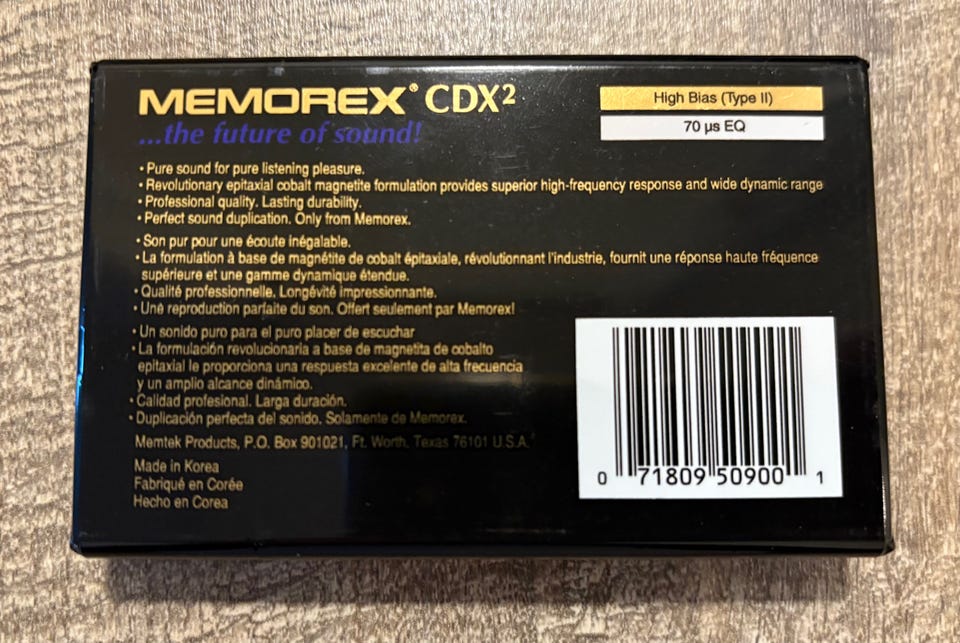 MEMOREX® CDX2
...the future of sound!
High Bias (Type II)
70 µs EQ
• Pure sound for pure listening pleasure.
• Revolutionary epitaxial cobalt magnetite formulation provides superior high-frequency response and wide dynamic range
• Professional quality. Lasting durability.
• Perfect sound duplication. Only from Memorex.
• Son pur pour une écoute inégalable.
• La formulation à base de magnétite de cobalt épitaxiale, révolutionnant l'industrie, fournit une réponse haute fréquence
supérieure et une gamme dynamique étendue.
• Qualité professionnelle. Longévité impressionnante.
• Une reproduction parfaite du son. Offert seulement par Memorex!
• Un sonido puro para el puro placer de escuchar
• La formulación revolucionaria a base de magnetita de cobalto
epitaxial le proporciona una respuesta excelente de alta frecuencia
y un amplio alcance dinámico.
• Calidad profesional. Larga duración.
• Duplicación perfecta del sonido. Solamente de Memorex.
Memtek Products, P.O. Box 901021, Ft. Worth, Texas 76101 U.S.A.
Made in Korea
Fabriqué en Corée
Hecho en Corea
0 71809 50900 1